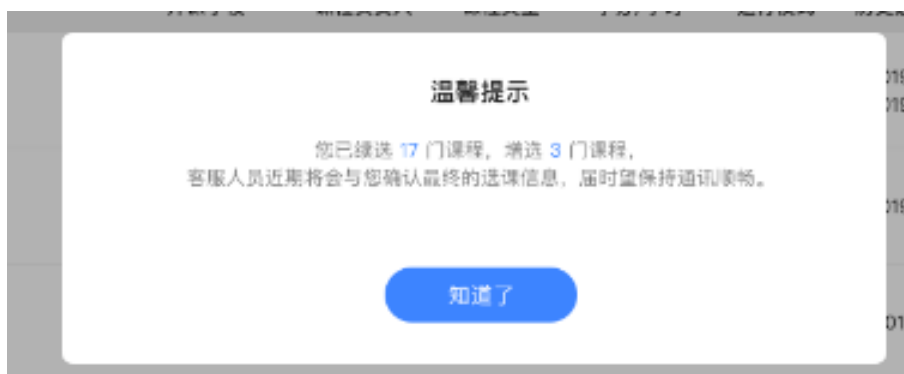 温馨提示
您已续选 17 门课程，增选 3 门课程，
客服人员近期将会与您确认最终的选课信息，届时望保持通讯顺畅。
知道了